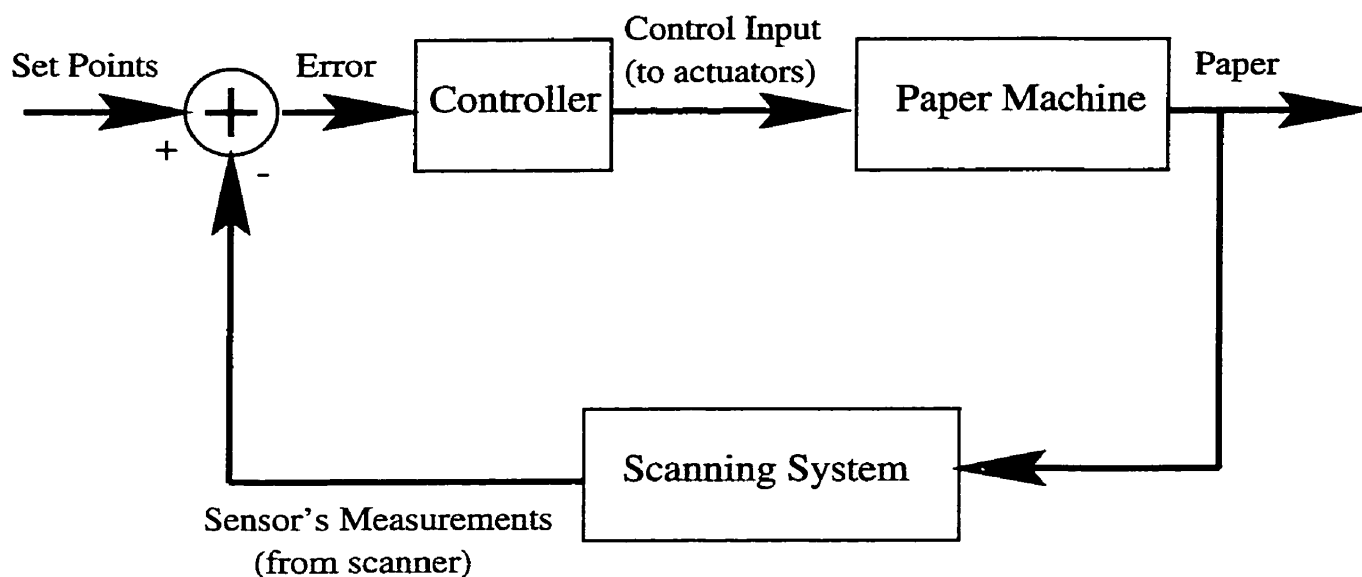 Set Points
+
+
-
Error
Controller
Control Input
(to actuators)
Paper Machine
Paper
Scanning System
Sensor's Measurements
(from scanner)